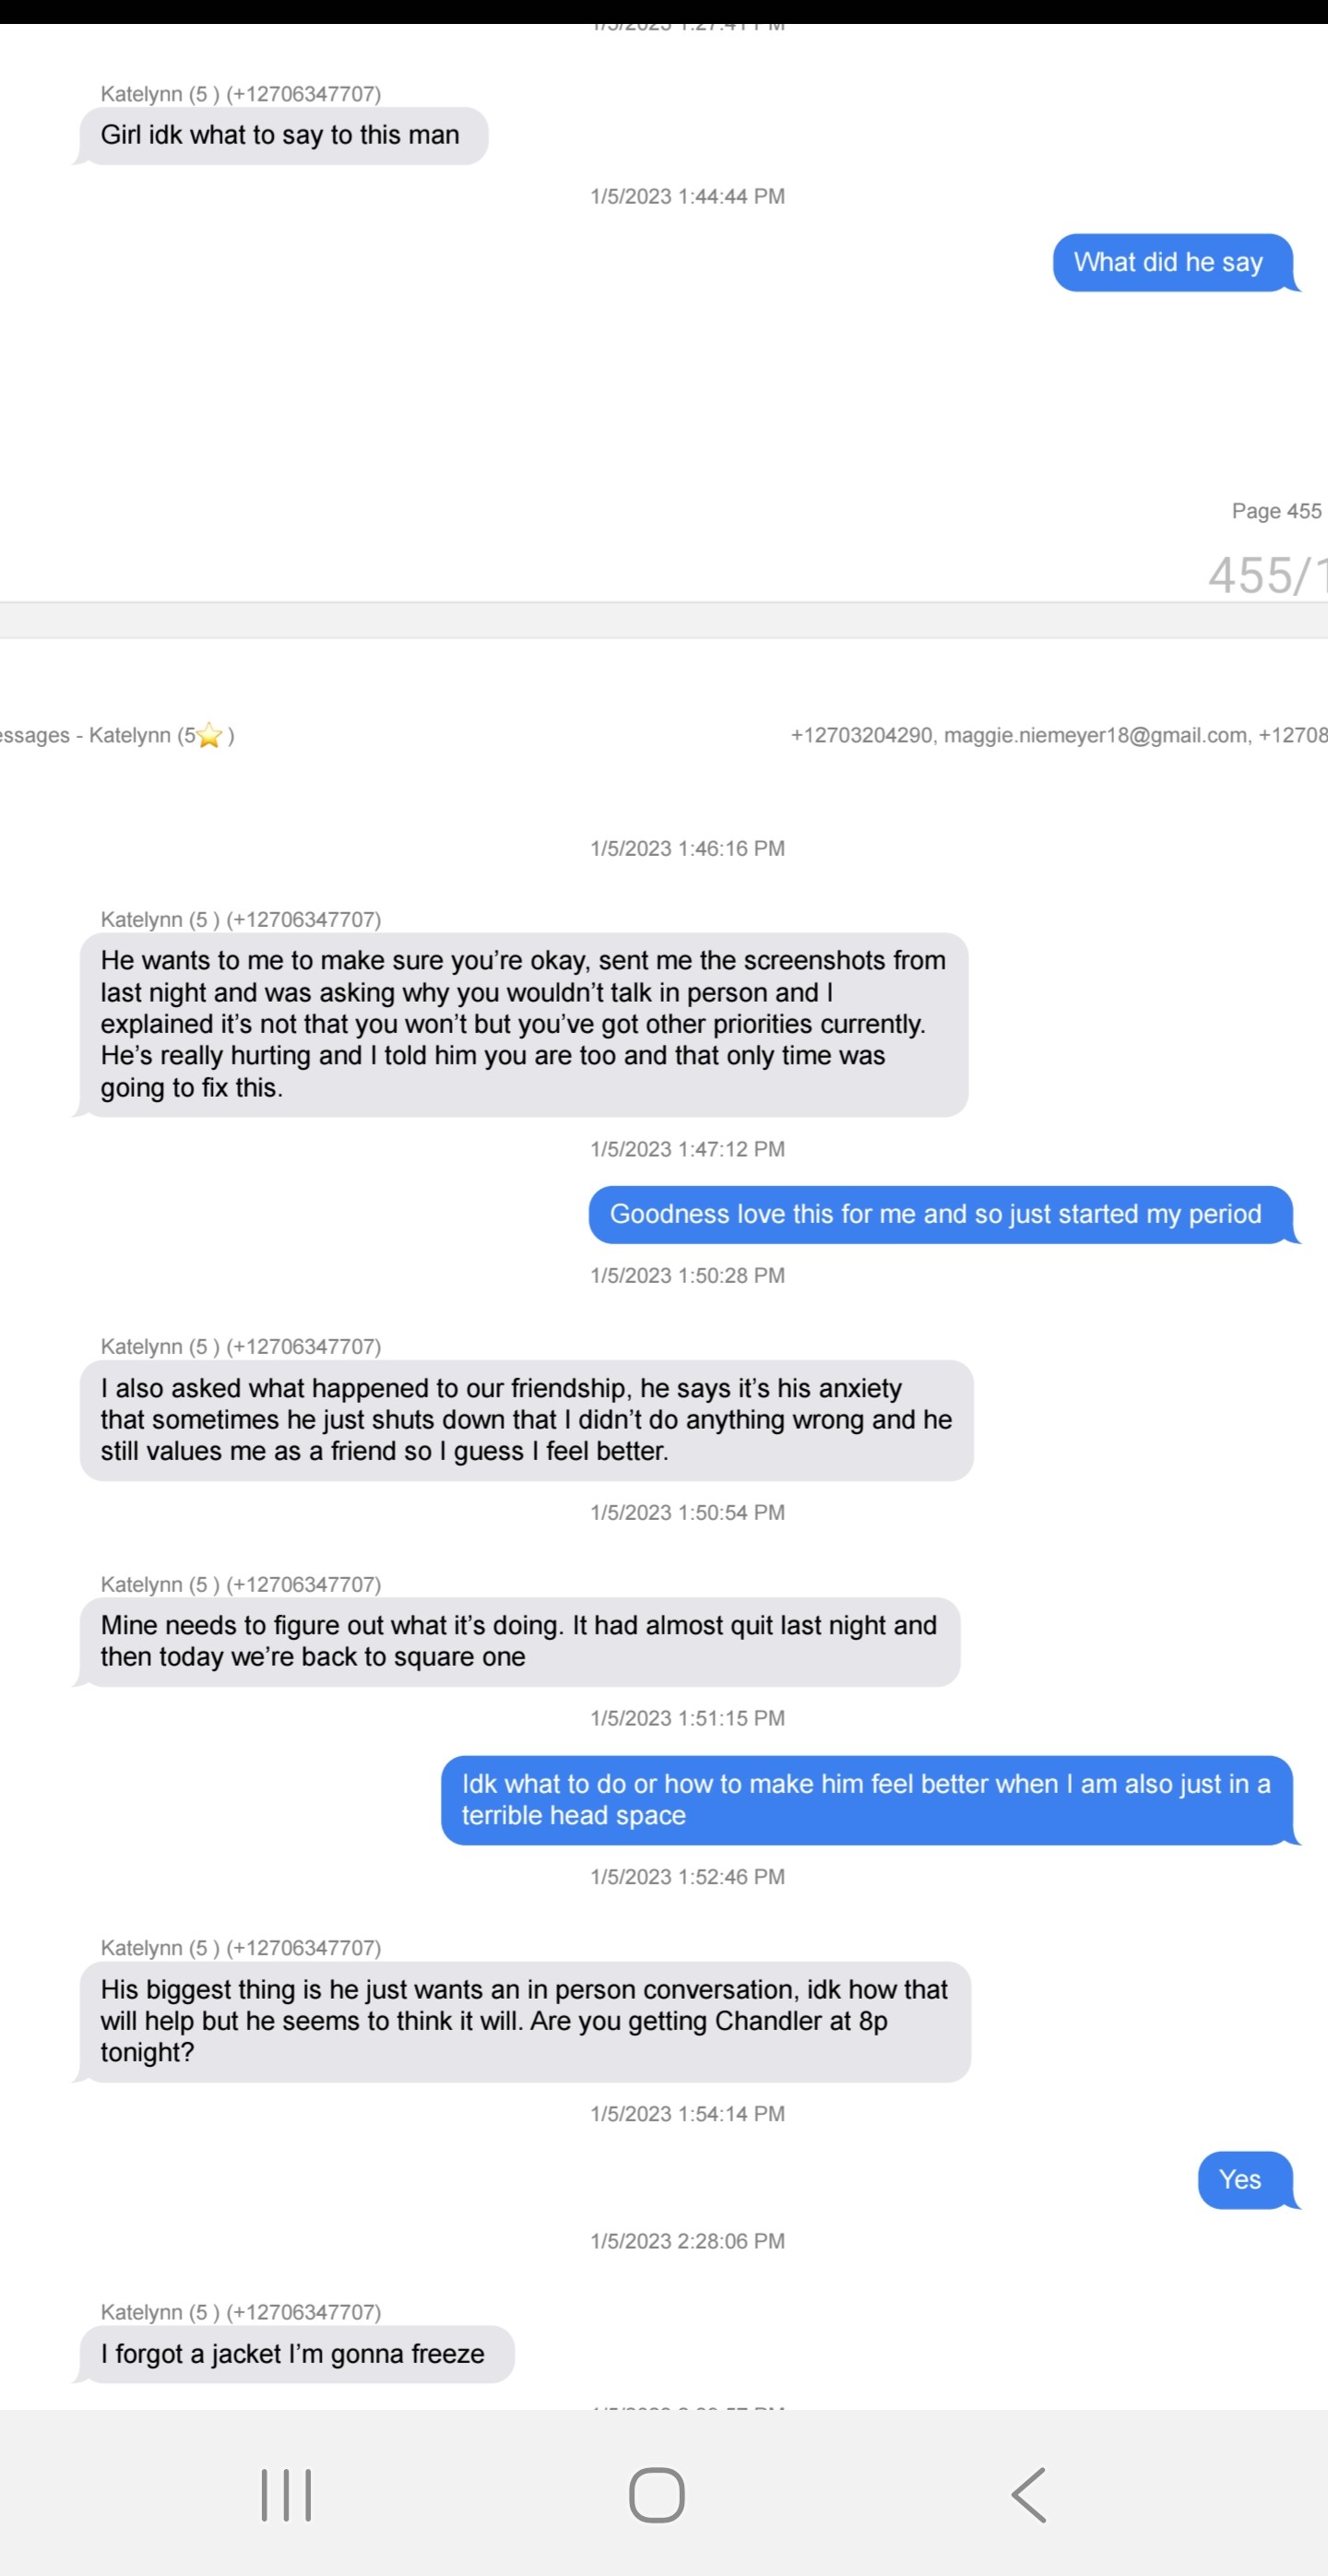 Katelynn (5 ) (+12706347707)
Girl idk what to say to this man
1/5/2023 1:44:44 PM
What did he say
Page 455
455/1
essages - Katelynn (5⭐ )
+12703204290, maggie.niemeyer18@gmail.com, +12708
1/5/2023 1:46:16 PM
Katelynn (5 ) (+12706347707)
He wants to me to make sure you're okay, sent me the screenshots from
last night and was asking why you wouldn't talk in person and I
explained it's not that you won't but you've got other priorities currently.
He's really hurting and I told him you are too and that only time was
going to fix this.
1/5/2023 1:47:12 PM
Goodness love this for me and so just started my period
1/5/2023 1:50:28 PM
Katelynn (5 ) (+12706347707)
I also asked what happened to our friendship, he says it's his anxiety
that sometimes he just shuts down that I didn't do anything wrong and he
still values me as a friend so I guess I feel better.
1/5/2023 1:50:54 PM
Katelynn (5 ) (+12706347707)
Mine needs to figure out what it's doing. It had almost quit last night and
then today we're back to square one
1/5/2023 1:51:15 PM
Idk what to do or how to make him feel better when I am also just in a
terrible head space
1/5/2023 1:52:46 PM
Katelynn (5 ) (+12706347707)
His biggest thing is he just wants an in person conversation, idk how that
will help but he seems to think it will. Are you getting Chandler at 8p
tonight?
1/5/2023 1:54:14 PM
Yes
1/5/2023 2:28:06 PM
Katelynn (5 ) (+12706347707)
I forgot a jacket I'm gonna freeze